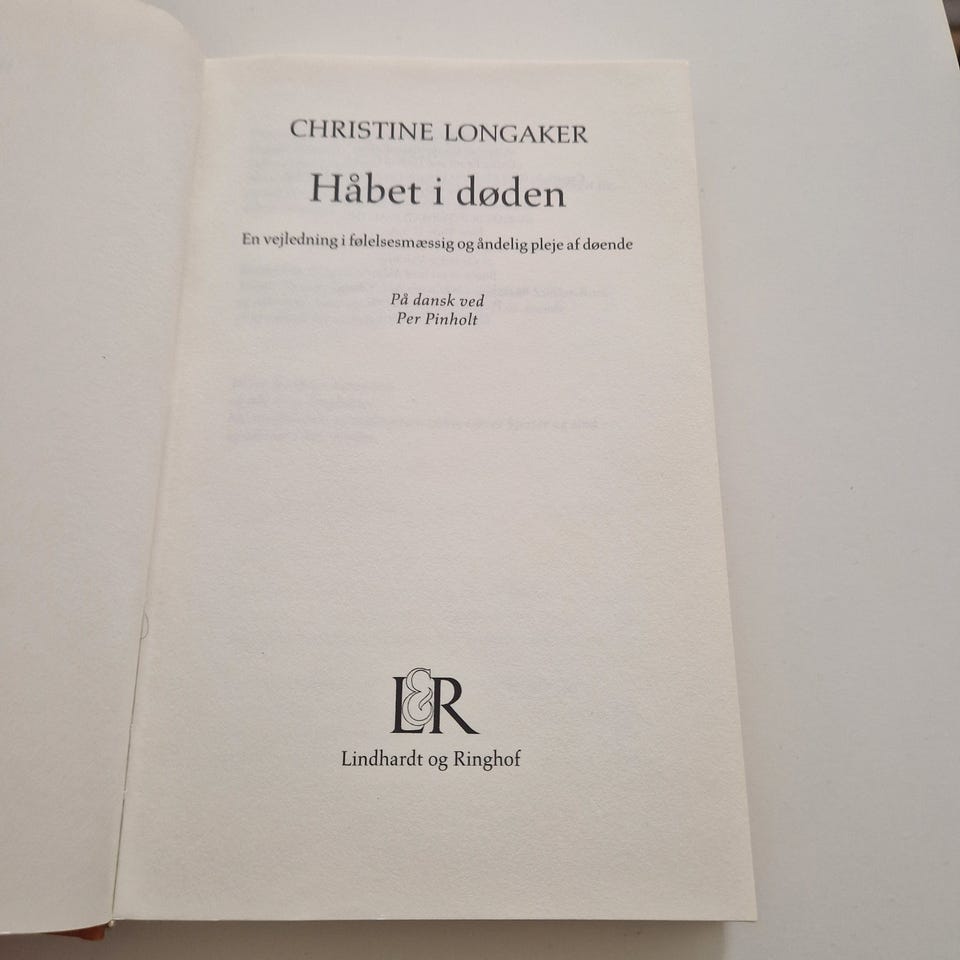 CHRISTINE LONGAKER
Håbet i døden
En vejledning i følelsesmæssig og åndelig pleje af døende
På dansk ved
Per Pinholt
L&R
Lindhardt og Ringhof